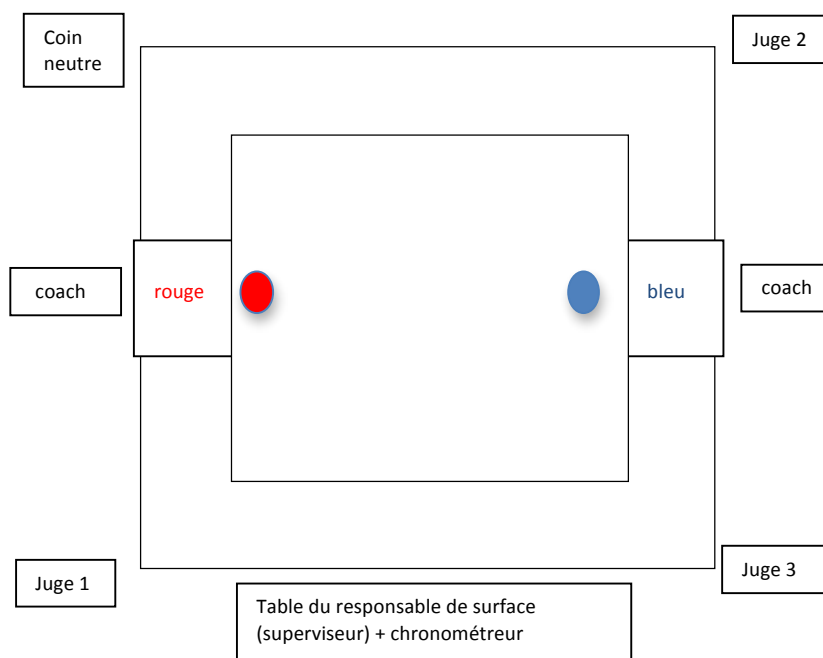 Coin
neutre
Juge 2
coach
rouge
bleu
coach
Juge 1
Juge 3
Table du responsable de surface
(superviseur) + chronométreur